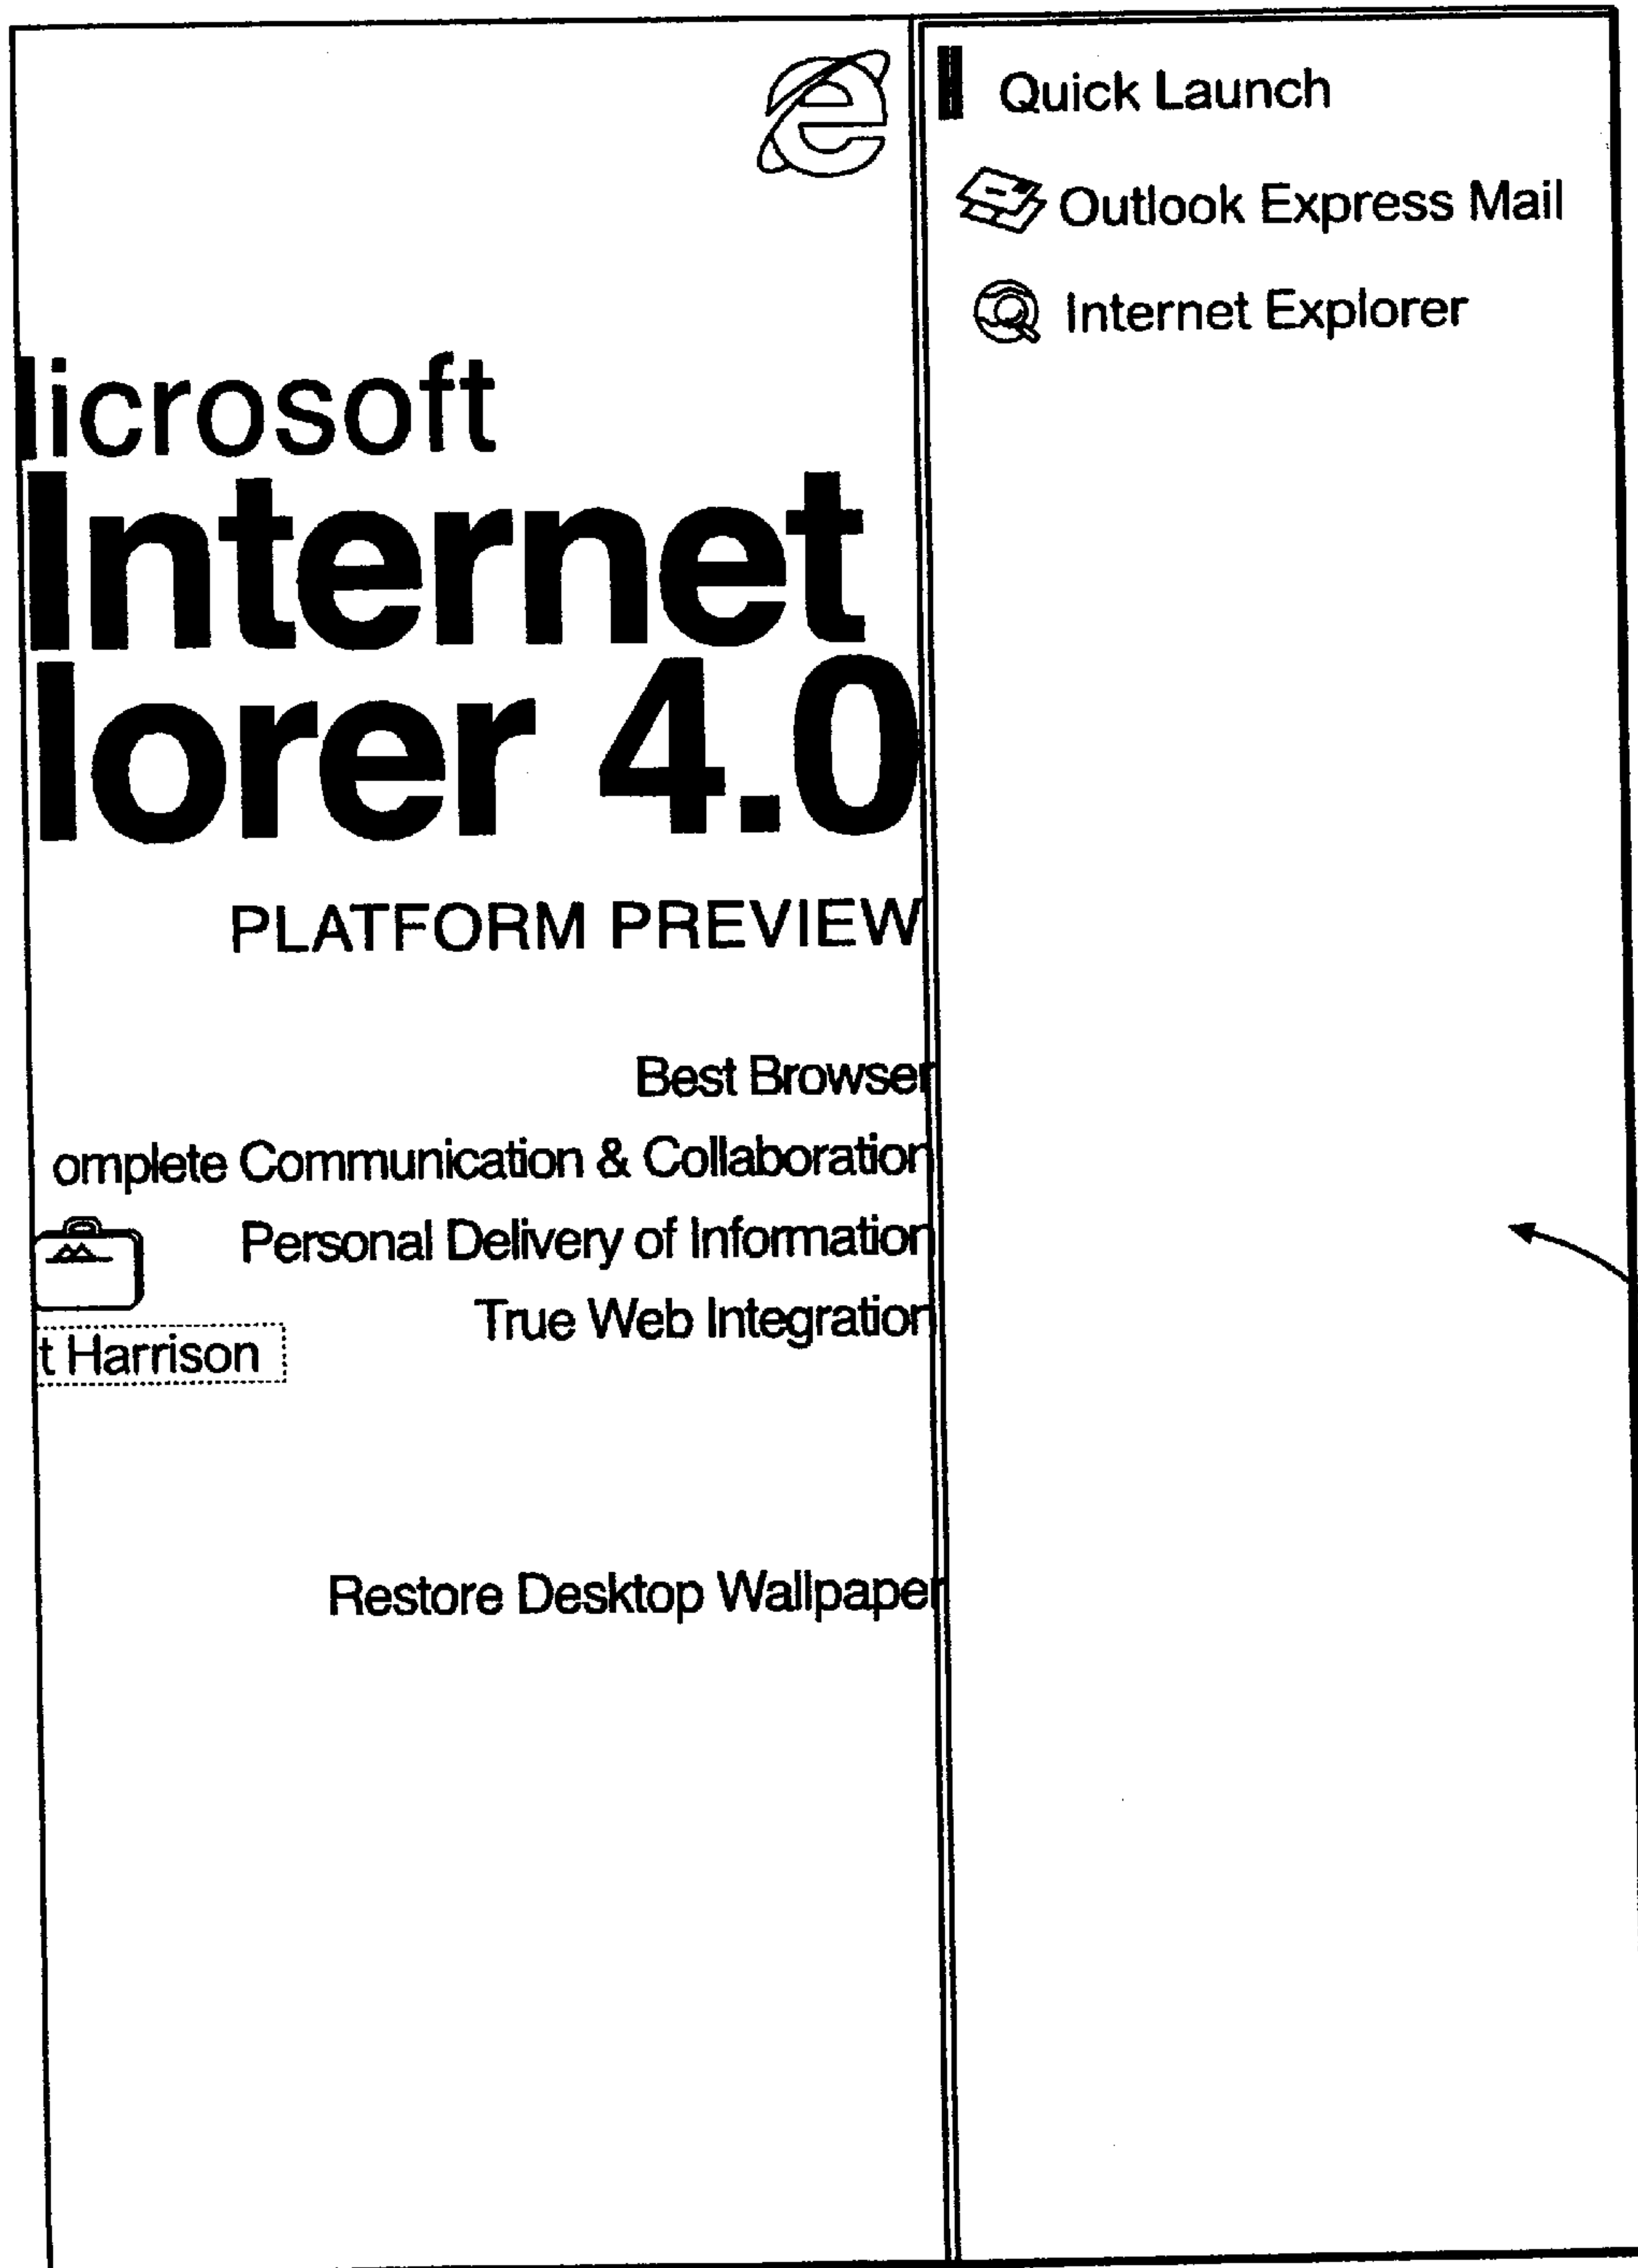 icrosoft
Internet
lorer 4.0
PLATFORM PREVIEW
Best Browser
omplete Communication & Collaboration
Personal Delivery of Information
True Web Integration
t Harrison
Restore Desktop Wallpaper
Quick Launch
Outlook Express Mail
Internet Explorer